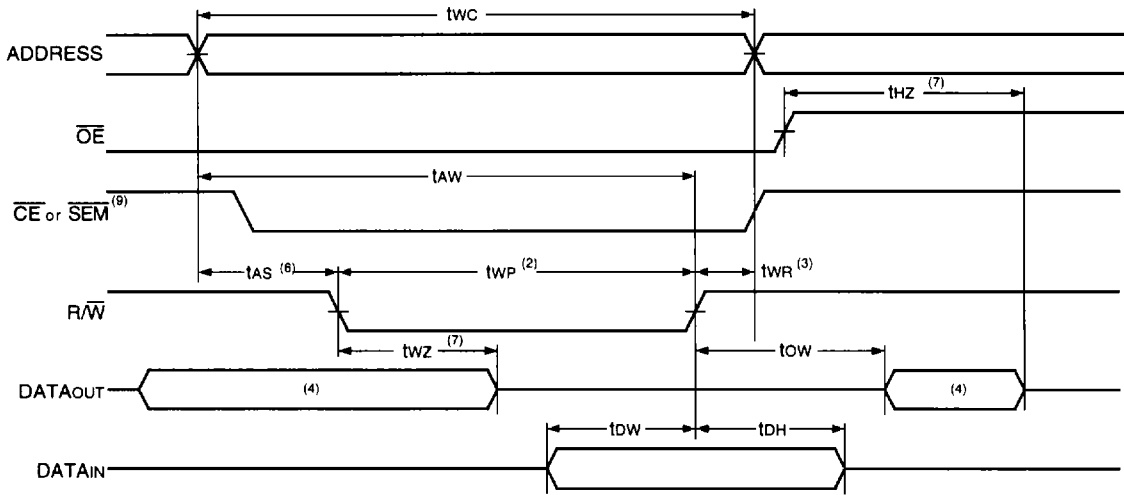 tWC
ADDRESS
tHZ (7)
OE
tAW
CE or SEM (9)
tAS (6) tWP (2) tWR (3)
R/W
tWZ (7) tOW
DATAOUT (4) (4)
tDW tDH
DATAIN